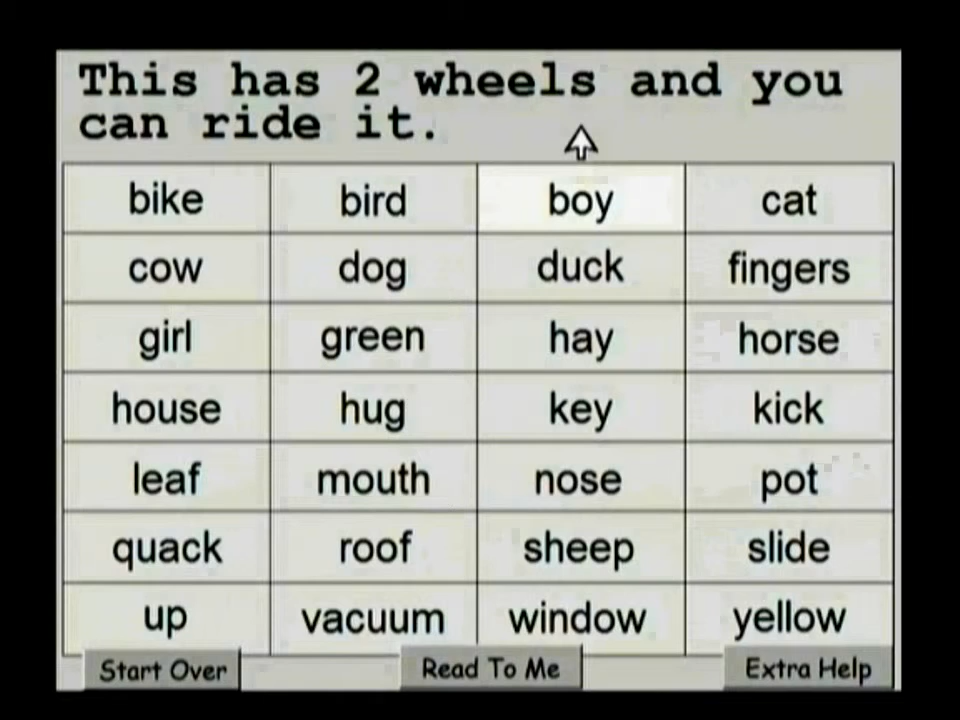 This has 2 wheels and you
can ride it.
bike bird boy cat
cow dog duck fingers
girl green hay horse
house hug key kick
leaf mouth nose pot
quack roof sheep slide
up vacuum window yellow
Start Over Read To Me Extra Help